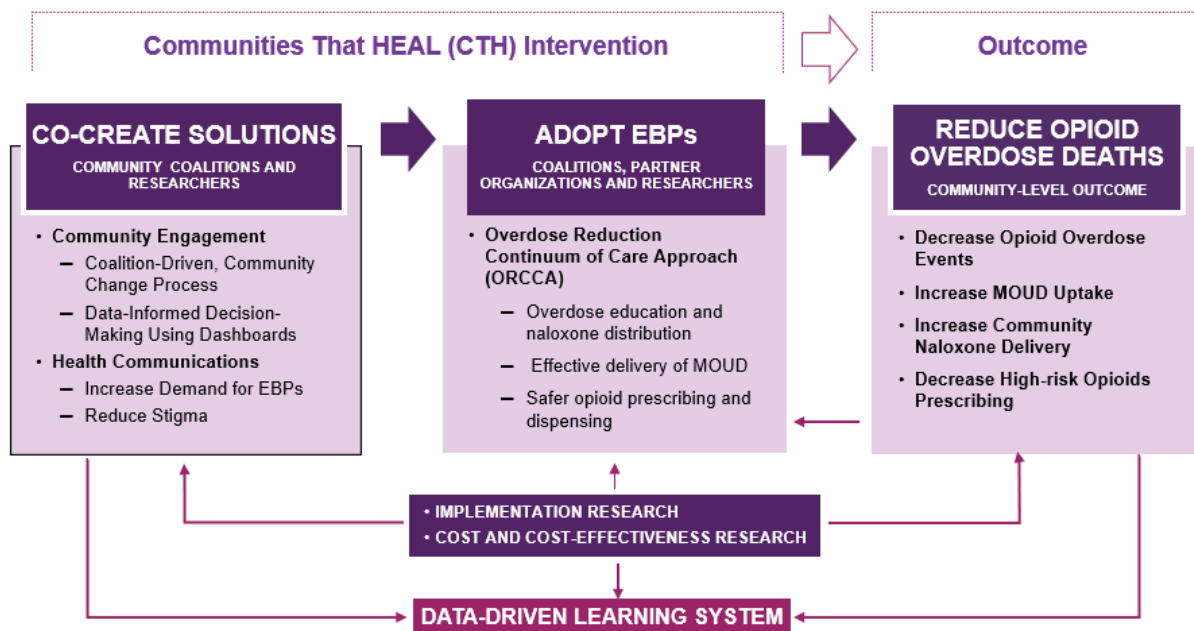 Communities That HEAL (CTH) Intervention
Outcome
CO-CREATE SOLUTIONS
COMMUNITY COALITIONS AND
RESEARCHERS
• Community Engagement
– Coalition-Driven, Community
Change Process
– Data-Informed Decision-
Making Using Dashboards
• Health Communications
– Increase Demand for EBPs
– Reduce Stigma
ADOPT EBPs
COALITIONS, PARTNER
ORGANIZATIONS AND RESEARCHERS
• Overdose Reduction
Continuum of Care Approach
(ORCCA)
– Overdose education and
naloxone distribution
– Effective delivery of MOUD
– Safer opioid prescribing and
dispensing
REDUCE OPIOID
OVERDOSE DEATHS
COMMUNITY-LEVEL OUTCOME
• Decrease Opioid Overdose
Events
• Increase MOUD Uptake
• Increase Community
Naloxone Delivery
• Decrease High-risk Opioids
Prescribing
• IMPLEMENTATION RESEARCH
• COST AND COST-EFFECTIVENESS RESEARCH
DATA-DRIVEN LEARNING SYSTEM